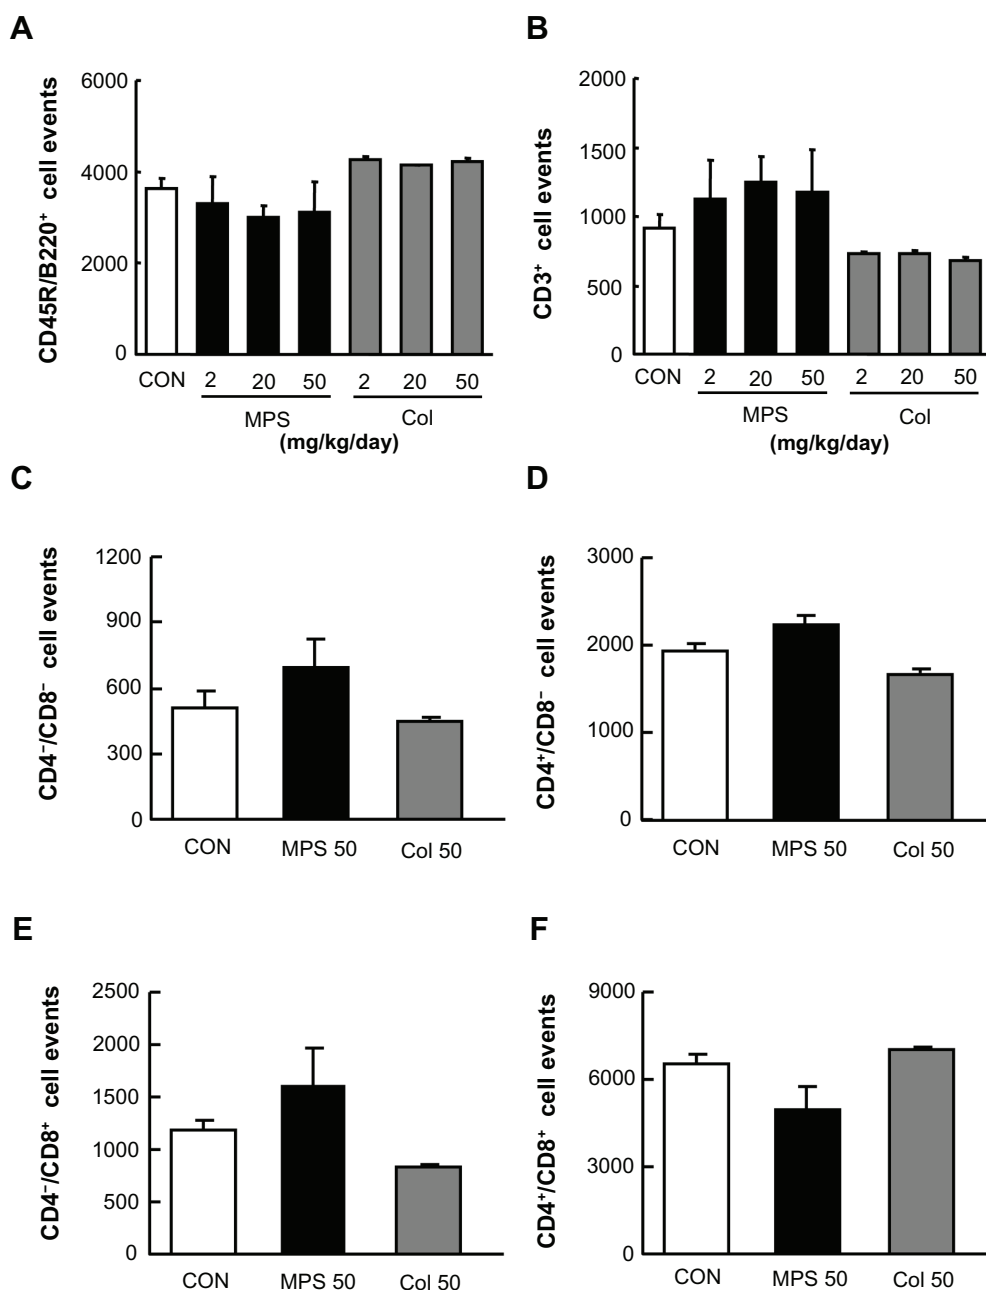 A
CD45R/B220⁺ cell events
6000
4000
2000
0
CON 2 20 50 2 20 50
MPS Col
(mg/kg/day)
B
CD3⁺ cell events
2000
1500
1000
500
0
CON 2 20 50 2 20 50
MPS Col
(mg/kg/day)
C
CD4⁻/CD8⁻ cell events
1200
900
600
300
0
CON MPS 50 Col 50
D
CD4⁺/CD8⁻ cell events
3000
2000
1000
0
CON MPS 50 Col 50
E
CD4⁻/CD8⁺ cell events
2500
2000
1500
1000
500
0
CON MPS 50 Col 50
F
CD4⁺/CD8⁺ cell events
9000
6000
3000
0
CON MPS 50 Col 50